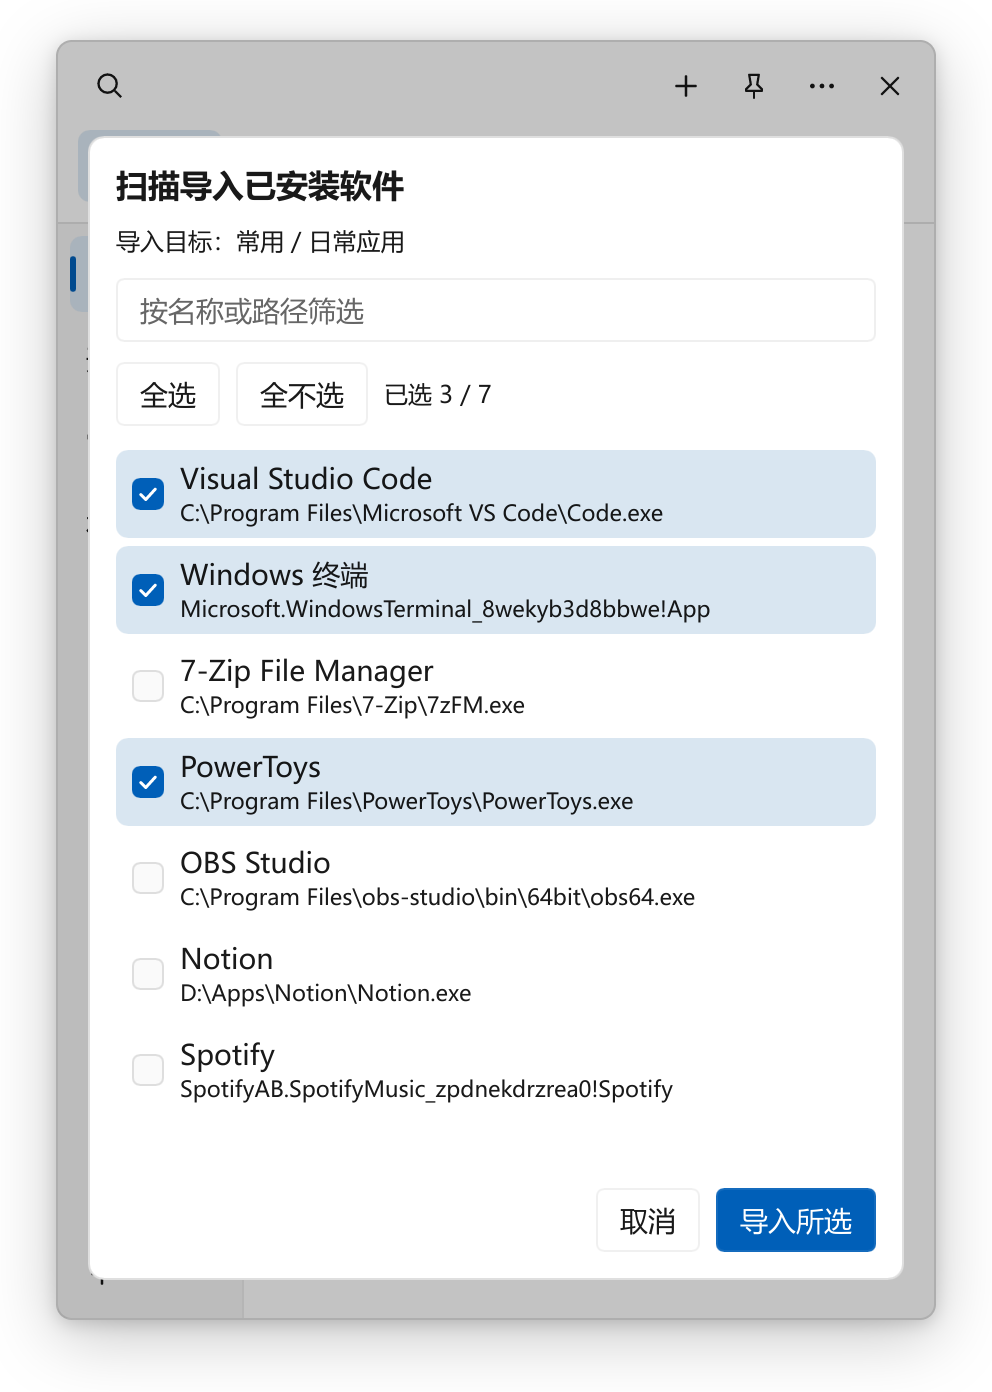 扫描导入已安装软件
导入目标：常用 / 日常应用
按名称或路径筛选
全选 全不选 已选 3 / 7
Visual Studio Code
C:\Program Files\Microsoft VS Code\Code.exe
Windows 终端
Microsoft.WindowsTerminal_8wekyb3d8bbwe!App
7-Zip File Manager
C:\Program Files\7-Zip\7zFM.exe
PowerToys
C:\Program Files\PowerToys\PowerToys.exe
OBS Studio
C:\Program Files\obs-studio\bin\64bit\obs64.exe
Notion
D:\Apps\Notion\Notion.exe
Spotify
SpotifyAB.SpotifyMusic_zpdnekdrzrea0!Spotify
取消 导入所选